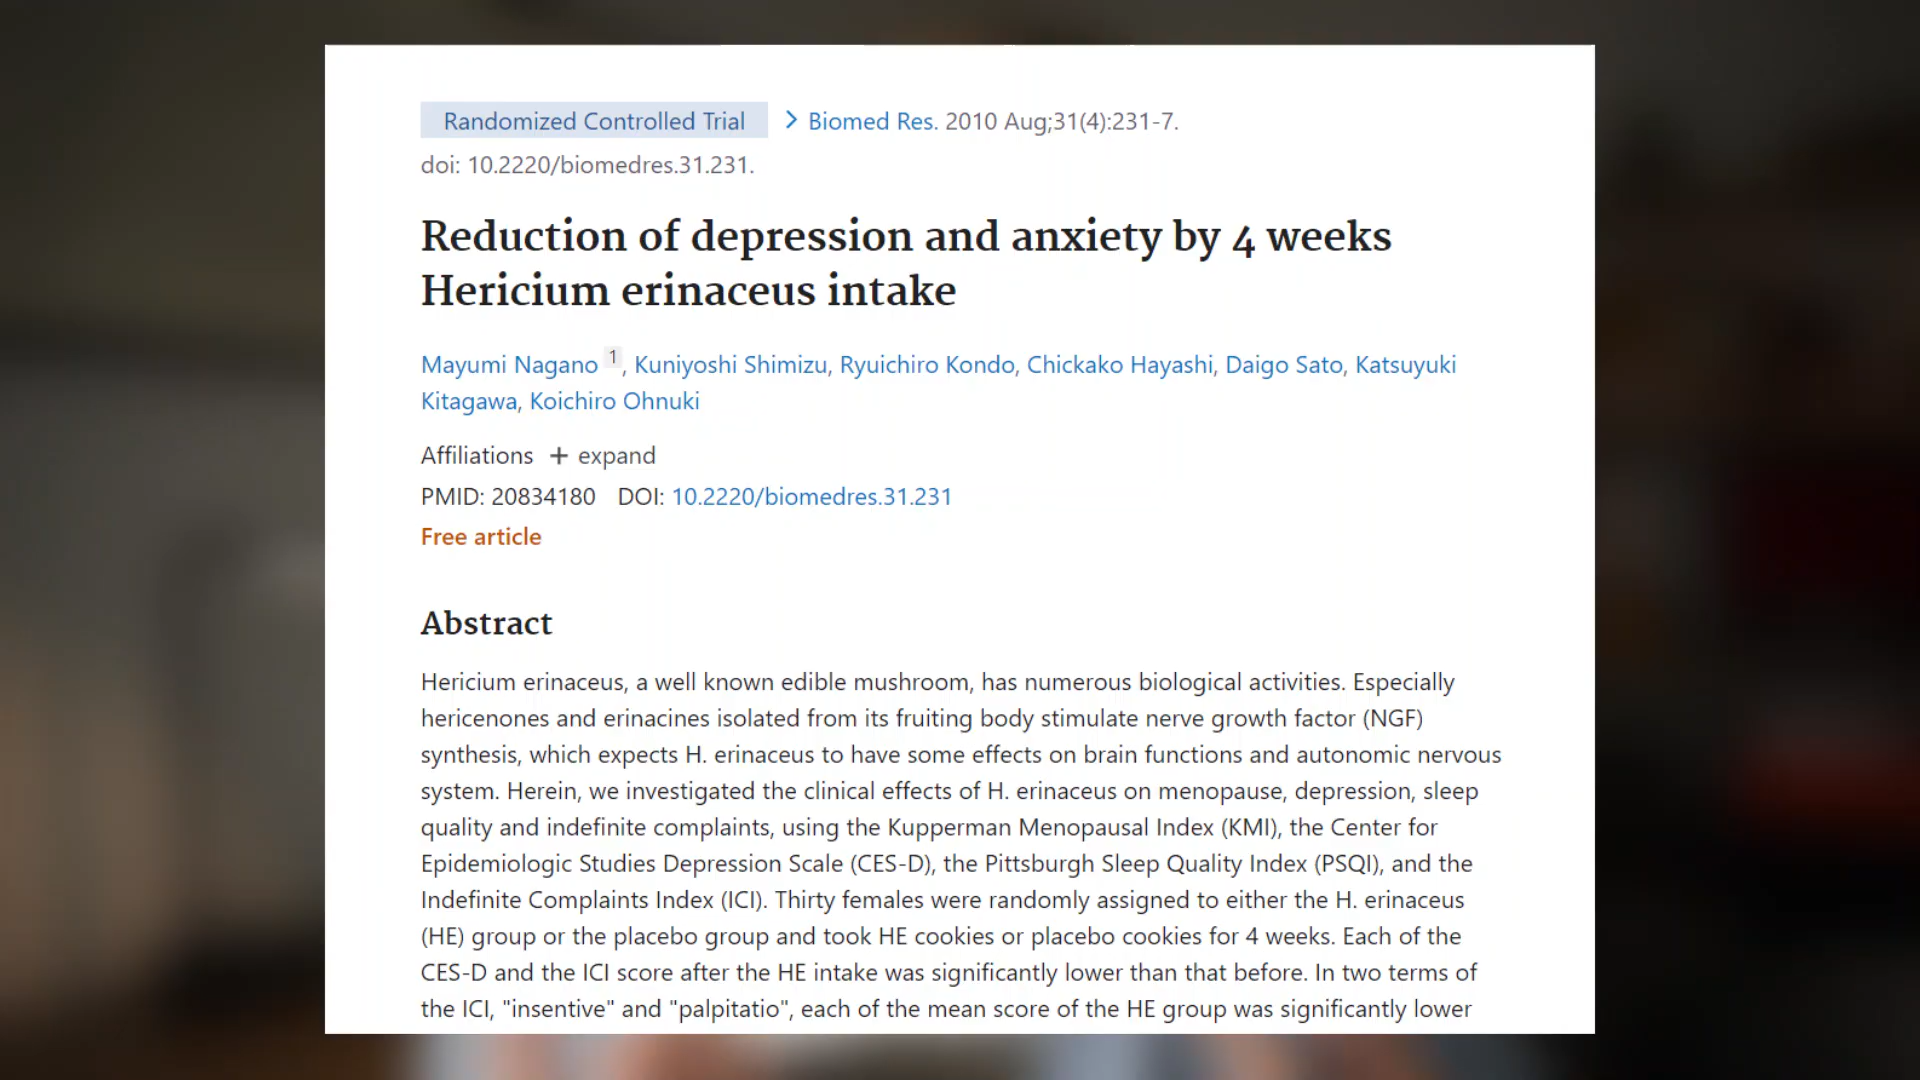 Randomized Controlled Trial > Biomed Res. 2010 Aug;31(4):231-7.
doi: 10.2220/biomedres.31.231.
Reduction of depression and anxiety by 4 weeks
Hericium erinaceus intake
Mayumi Nagano 1, Kuniyoshi Shimizu, Ryuichiro Kondo, Chickako Hayashi, Daigo Sato, Katsuyuki
Kitagawa, Koichiro Ohnuki
Affiliations + expand
PMID: 20834180 DOI: 10.2220/biomedres.31.231
Free article
Abstract
Hericium erinaceus, a well known edible mushroom, has numerous biological activities. Especially
hericenones and erinacines isolated from its fruiting body stimulate nerve growth factor (NGF)
synthesis, which expects H. erinaceus to have some effects on brain functions and autonomic nervous
system. Herein, we investigated the clinical effects of H. erinaceus on menopause, depression, sleep
quality and indefinite complaints, using the Kupperman Menopausal Index (KMI), the Center for
Epidemiologic Studies Depression Scale (CES-D), the Pittsburgh Sleep Quality Index (PSQI), and the
Indefinite Complaints Index (ICI). Thirty females were randomly assigned to either the H. erinaceus
(HE) group or the placebo group and took HE cookies or placebo cookies for 4 weeks. Each of the
CES-D and the ICI score after the HE intake was significantly lower than that before. In two terms of
the ICI, "insentive" and "palpitatio", each of the mean score of the HE group was significantly lower